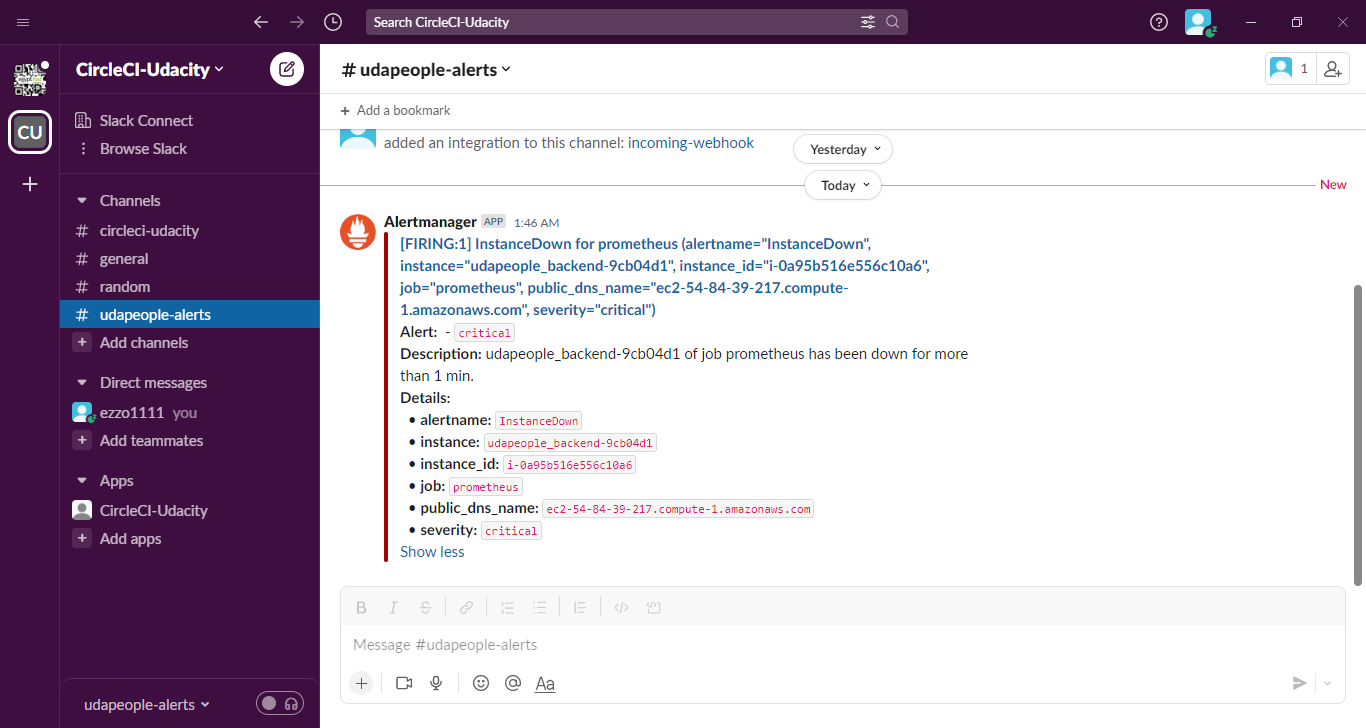 Search CircleCI-Udacity
CU
CircleCI-Udacity
Slack Connect
Browse Slack
Channels
# circleci-udacity
# general
# random
# udapeople-alerts
+ Add channels
Direct messages
ezzo1111 you
+ Add teammates
Apps
CircleCI-Udacity
+ Add apps
udapeople-alerts
# udapeople-alerts
1
+ Add a bookmark
added an integration to this channel: incoming-webhook
Yesterday
Today
New
Alertmanager APP 1:46 AM
[FIRING:1] InstanceDown for prometheus (alertname="InstanceDown",
instance="udapeople_backend-9cb04d1", instance_id="i-0a95b516e556c10a6",
job="prometheus", public_dns_name="ec2-54-84-39-217.compute-
1.amazonaws.com", severity="critical")
Alert: - critical
Description: udapeople_backend-9cb04d1 of job prometheus has been down for more
than 1 min.
Details:
• alertname: InstanceDown
• instance: udapeople_backend-9cb04d1
• instance_id: i-0a95b516e556c10a6
• job: prometheus
• public_dns_name: ec2-54-84-39-217.compute-1.amazonaws.com
• severity: critical
Show less
B I S
Message #udapeople-alerts
Aa